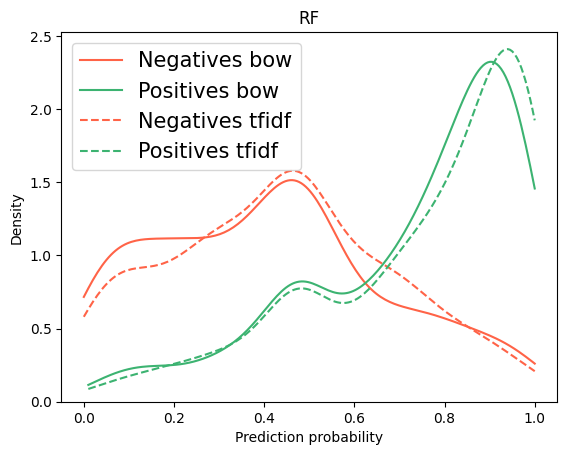 RF
Negatives bow
Positives bow
Negatives tfidf
Positives tfidf
2.5
2.0
1.5
1.0
0.5
0.0
Density
0.0 0.2 0.4 0.6 0.8 1.0
Prediction probability